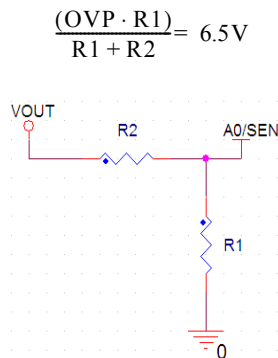 (OVP · R1)
R1 + R2
= 6.5V
VOUT
R2
A0/SEN
R1
0